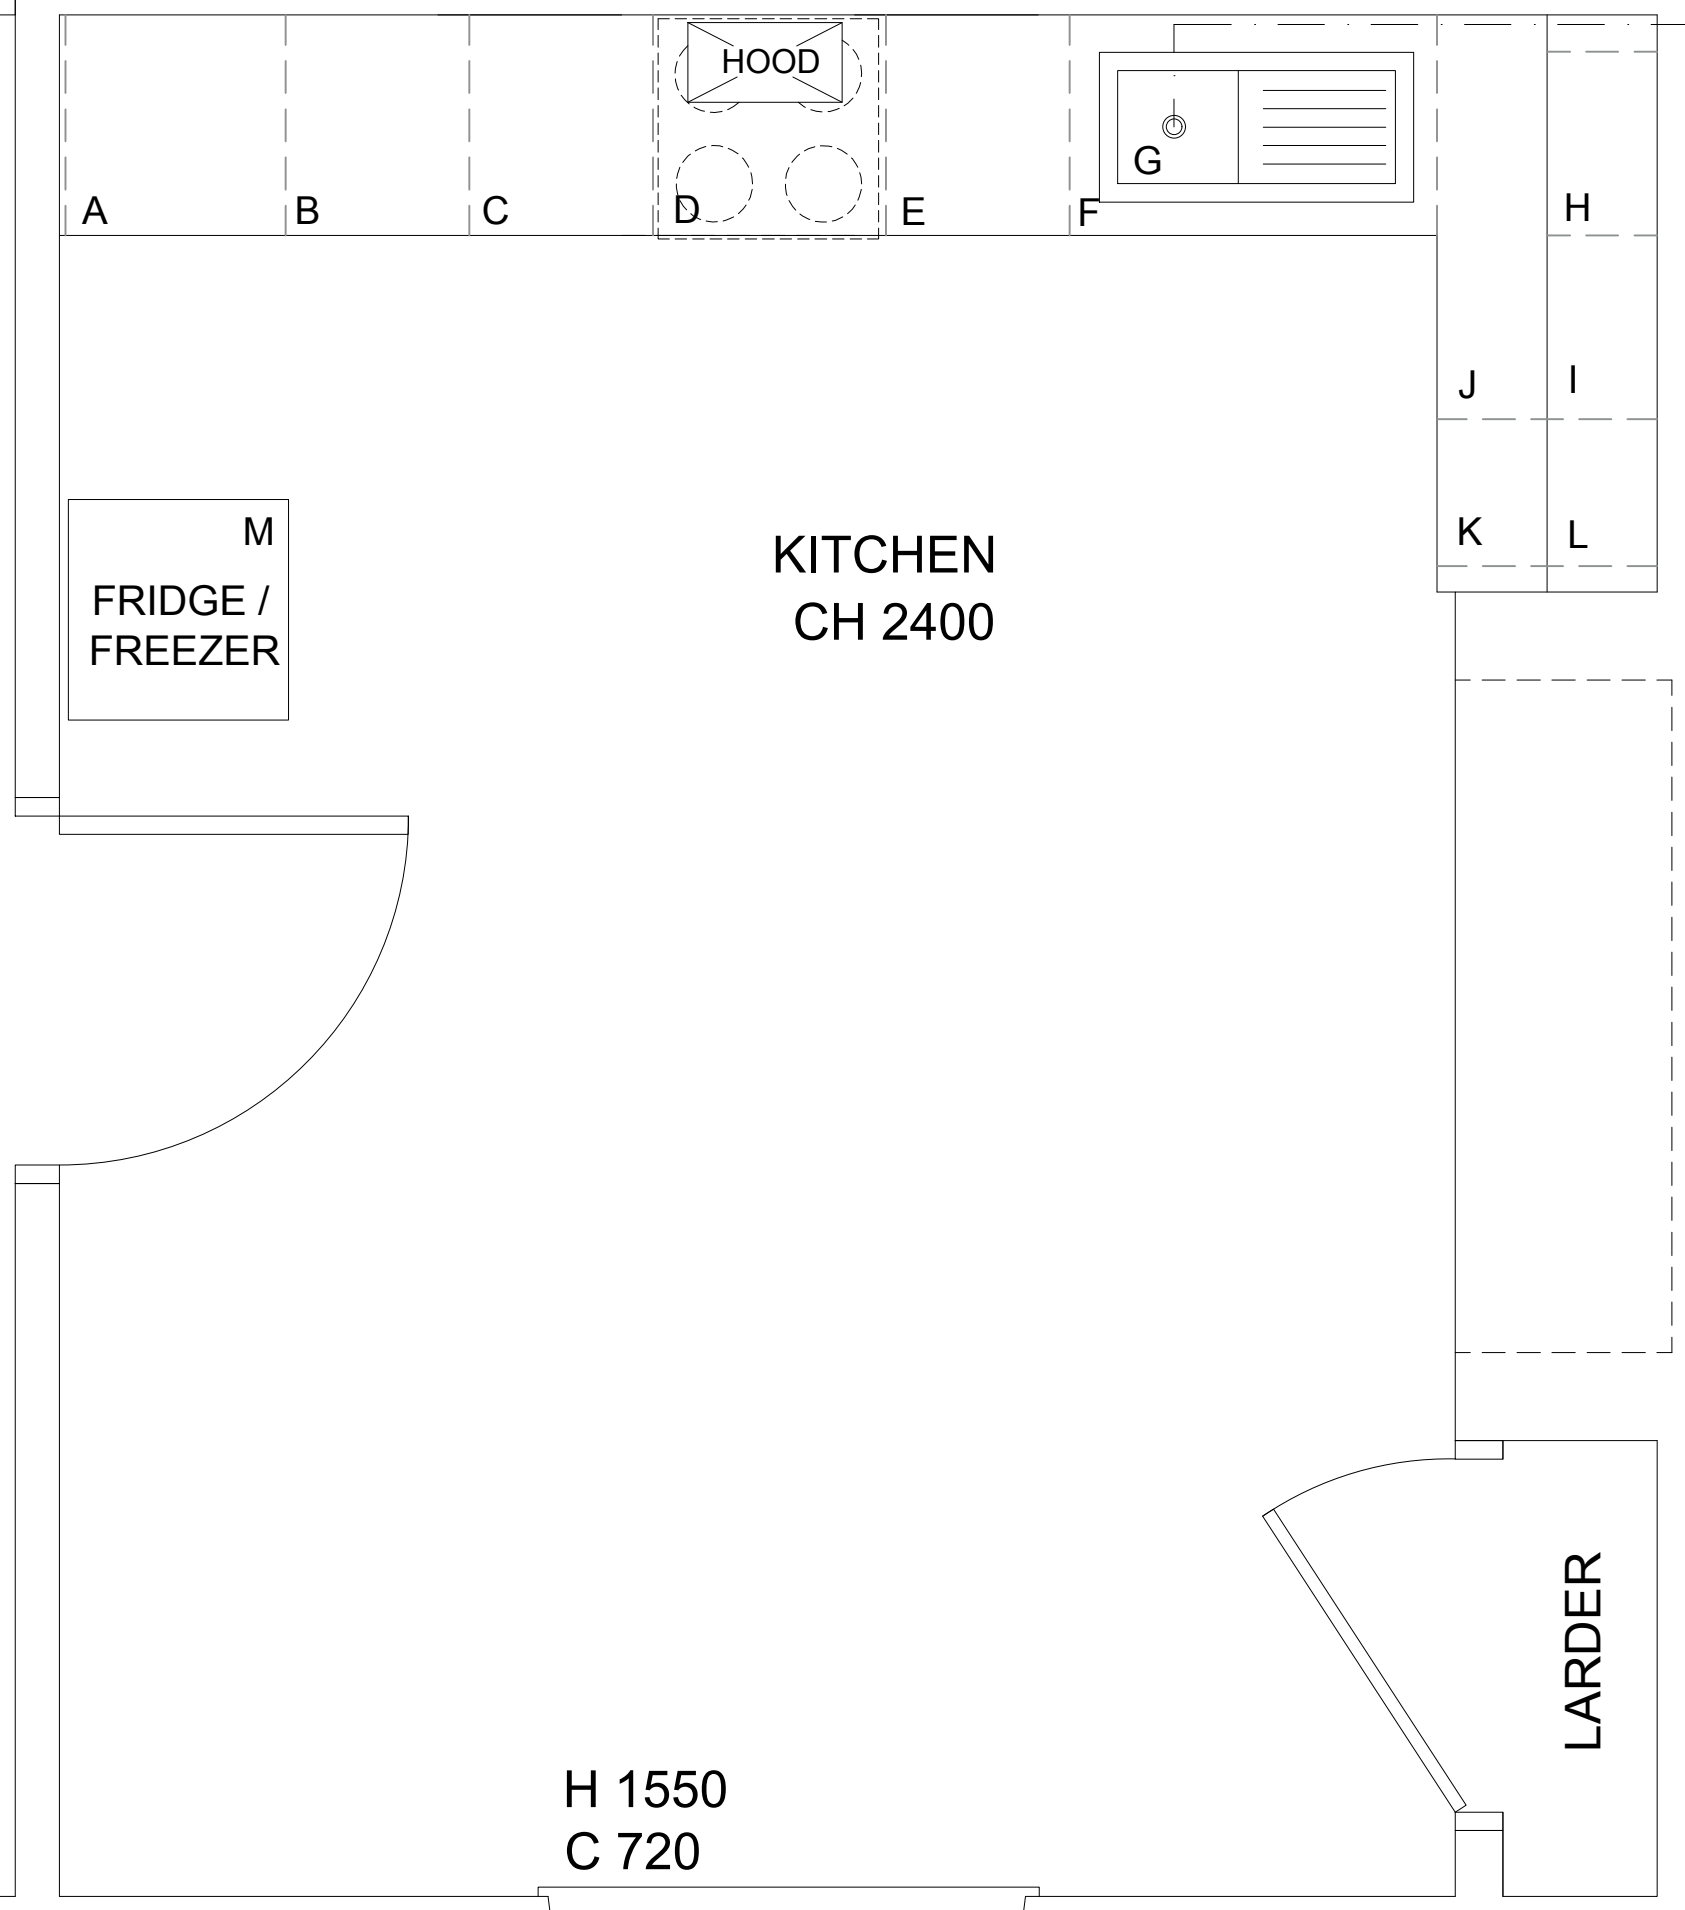 HOOD
G
A
B
C
D
E
F
H
J
I
K
L
M
FRIDGE /
FREEZER
KITCHEN
CH 2400
LARDER
H 1550
C 720